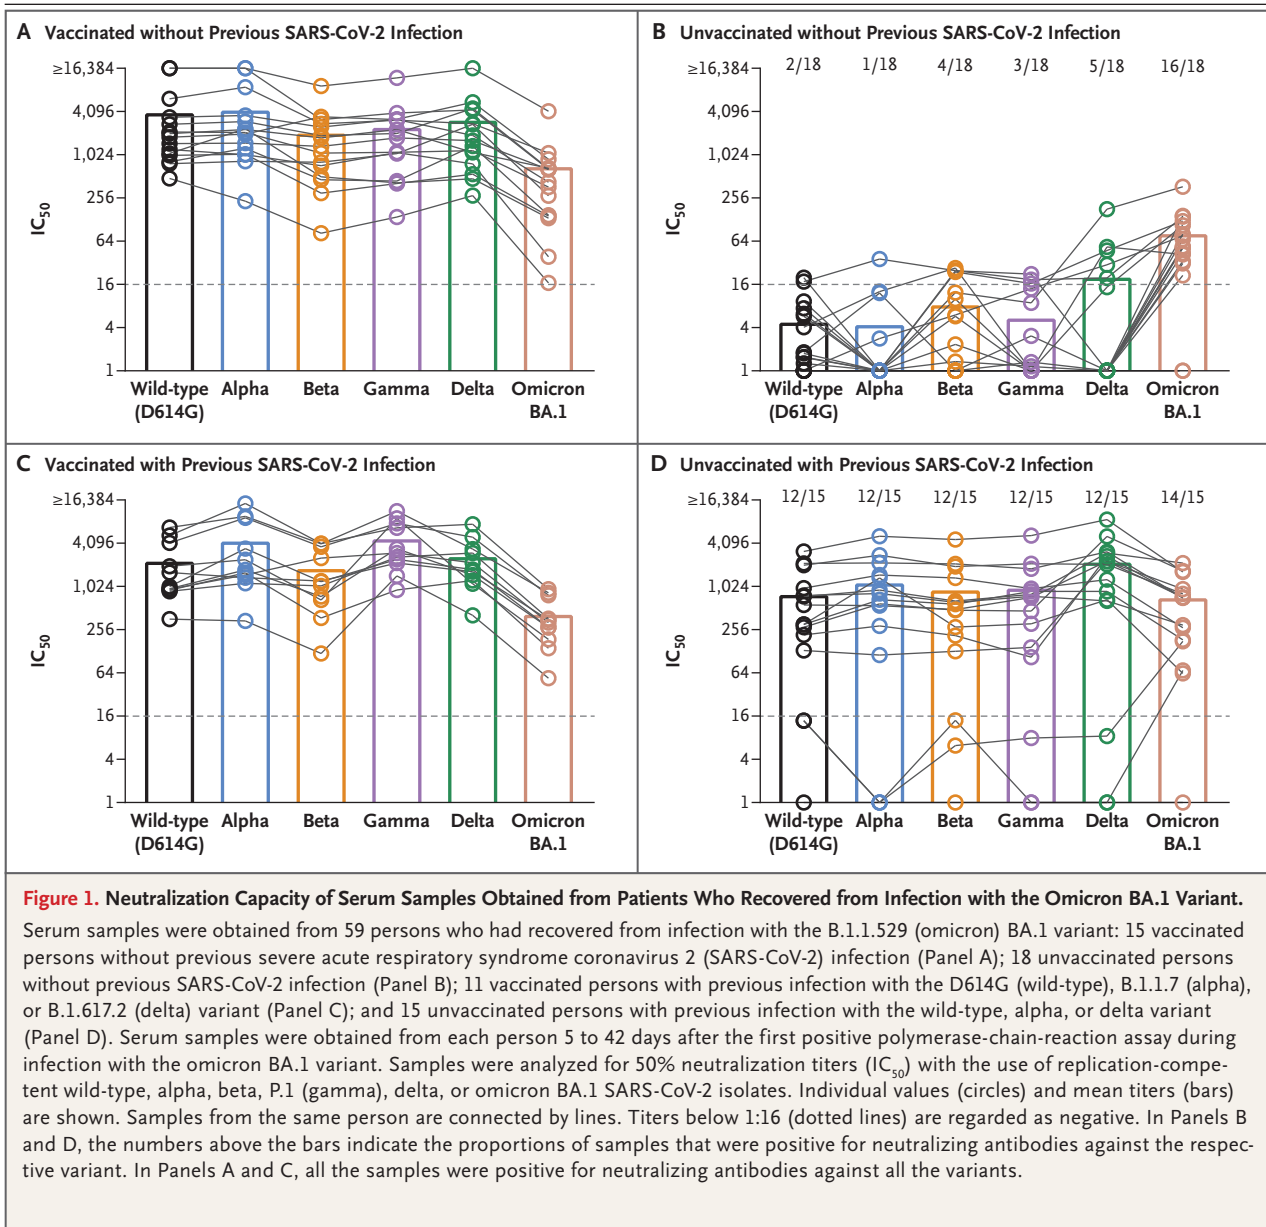 A Vaccinated without Previous SARS-CoV-2 Infection
≥16,384
4,096
1,024
256
64
16
4
1
IC50
Wild-type (D614G)
Alpha
Beta
Gamma
Delta
Omicron BA.1
B Unvaccinated without Previous SARS-CoV-2 Infection
2/18 1/18 4/18 3/18 5/18 16/18
≥16,384
4,096
1,024
256
64
16
4
1
IC50
Wild-type (D614G)
Alpha
Beta
Gamma
Delta
Omicron BA.1
C Vaccinated with Previous SARS-CoV-2 Infection
≥16,384
4,096
1,024
256
64
16
4
1
IC50
Wild-type (D614G)
Alpha
Beta
Gamma
Delta
Omicron BA.1
D Unvaccinated with Previous SARS-CoV-2 Infection
12/15 12/15 12/15 12/15 12/15 14/15
≥16,384
4,096
1,024
256
64
16
4
1
IC50
Wild-type (D614G)
Alpha
Beta
Gamma
Delta
Omicron BA.1
Figure 1. Neutralization Capacity of Serum Samples Obtained from Patients Who Recovered from Infection with the Omicron BA.1 Variant.
Serum samples were obtained from 59 persons who had recovered from infection with the B.1.1.529 (omicron) BA.1 variant: 15 vaccinated
persons without previous severe acute respiratory syndrome coronavirus 2 (SARS-CoV-2) infection (Panel A); 18 unvaccinated persons
without previous SARS-CoV-2 infection (Panel B); 11 vaccinated persons with previous infection with the D614G (wild-type), B.1.1.7 (alpha),
or B.1.617.2 (delta) variant (Panel C); and 15 unvaccinated persons with previous infection with the wild-type, alpha, or delta variant
(Panel D). Serum samples were obtained from each person 5 to 42 days after the first positive polymerase-chain-reaction assay during
infection with the omicron BA.1 variant. Samples were analyzed for 50% neutralization titers (IC50) with the use of replication-compe-
tent wild-type, alpha, beta, P.1 (gamma), delta, or omicron BA.1 SARS-CoV-2 isolates. Individual values (circles) and mean titers (bars)
are shown. Samples from the same person are connected by lines. Titers below 1:16 (dotted lines) are regarded as negative. In Panels B
and D, the numbers above the bars indicate the proportions of samples that were positive for neutralizing antibodies against the respec-
tive variant. In Panels A and C, all the samples were positive for neutralizing antibodies against all the variants.